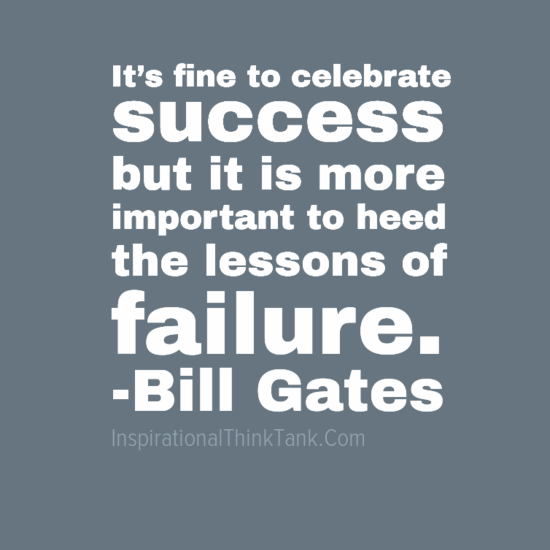 It’s fine to celebrate
success
but it is more
important to heed
the lessons of
failure.
-Bill Gates
InspirationalThinkTank.Com